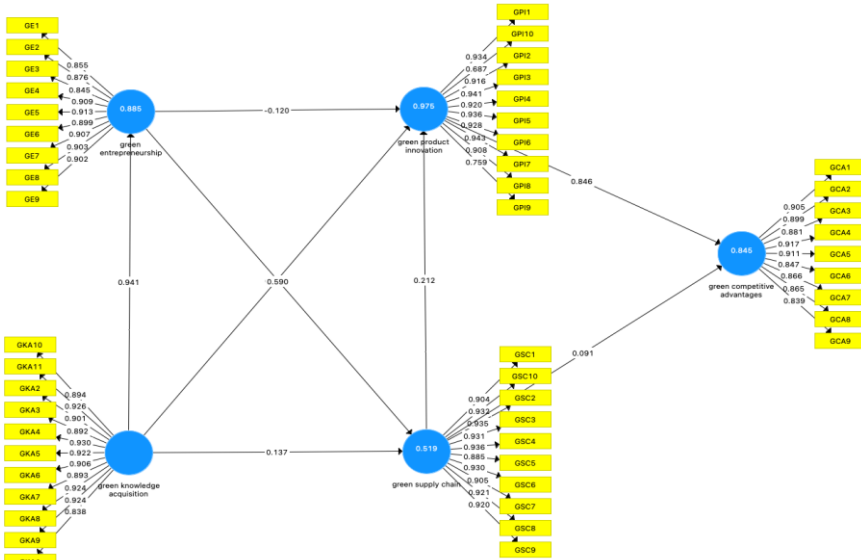 GE1
GE2
GE3
GE4
GE5
GE6
GE7
GE8
GE9
0.855
0.876
0.845
0.909
0.913
0.899
0.907
0.903
0.902
0.885
green
entrepreneurship
-0.120
GPI1
GPI10
GPI2
GPI3
GPI4
GPI5
GPI6
GPI7
GPI8
GPI9
0.934
0.687
0.916
0.941
0.920
0.936
0.928
0.943
0.908
0.759
0.975
green product
innovation
0.846
0.941
0.590
0.212
GCA1
GCA2
GCA3
GCA4
GCA5
GCA6
GCA7
GCA8
GCA9
0.905
0.899
0.881
0.917
0.911
0.847
0.866
0.865
0.839
0.845
green competitive
advantages
GKA10
GKA11
GKA2
GKA3
GKA4
GKA5
GKA6
GKA7
GKA8
GKA9
0.894
0.926
0.901
0.892
0.930
0.922
0.906
0.893
0.924
0.924
0.838
green knowledge
acquisition
0.137
GSC1
GSC10
GSC2
GSC3
GSC4
GSC5
GSC6
GSC7
GSC8
GSC9
0.904
0.932
0.935
0.931
0.936
0.885
0.930
0.905
0.921
0.920
0.519
green supply chain
0.091